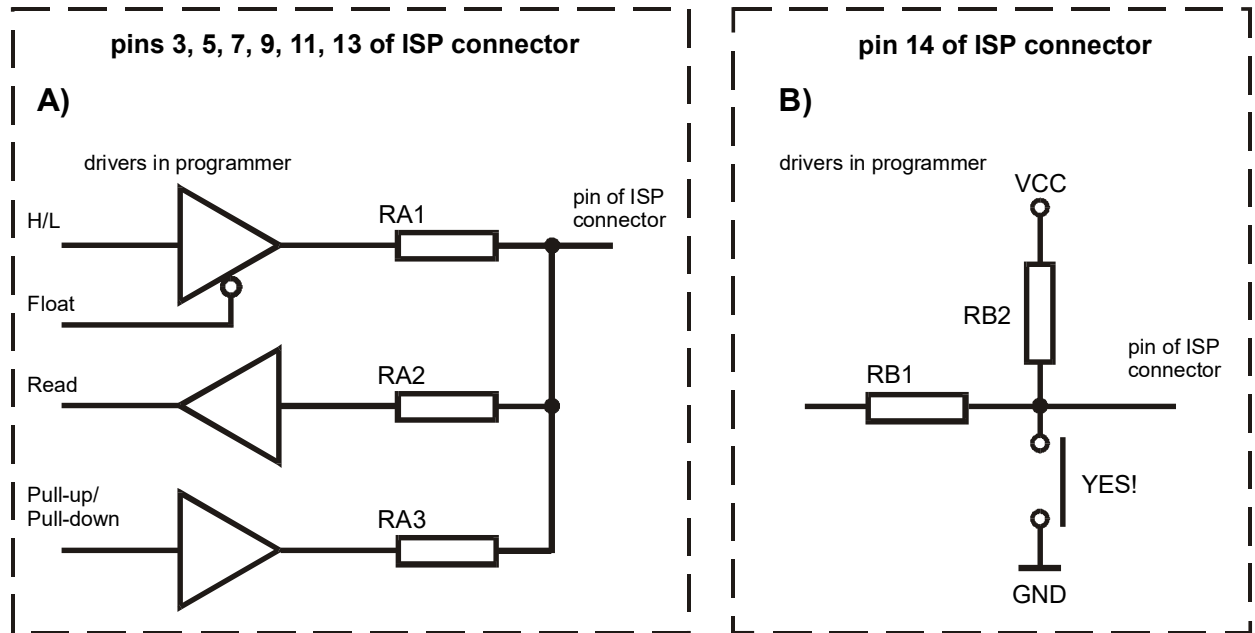 pins 3, 5, 7, 9, 11, 13 of ISP connector
A)
drivers in programmer
H/L
RA1
pin of ISP
connector
Float
Read
RA2
Pull-up/
Pull-down
RA3
pin 14 of ISP connector
B)
drivers in programmer
VCC
RB2
pin of ISP
connector
RB1
YES!
GND